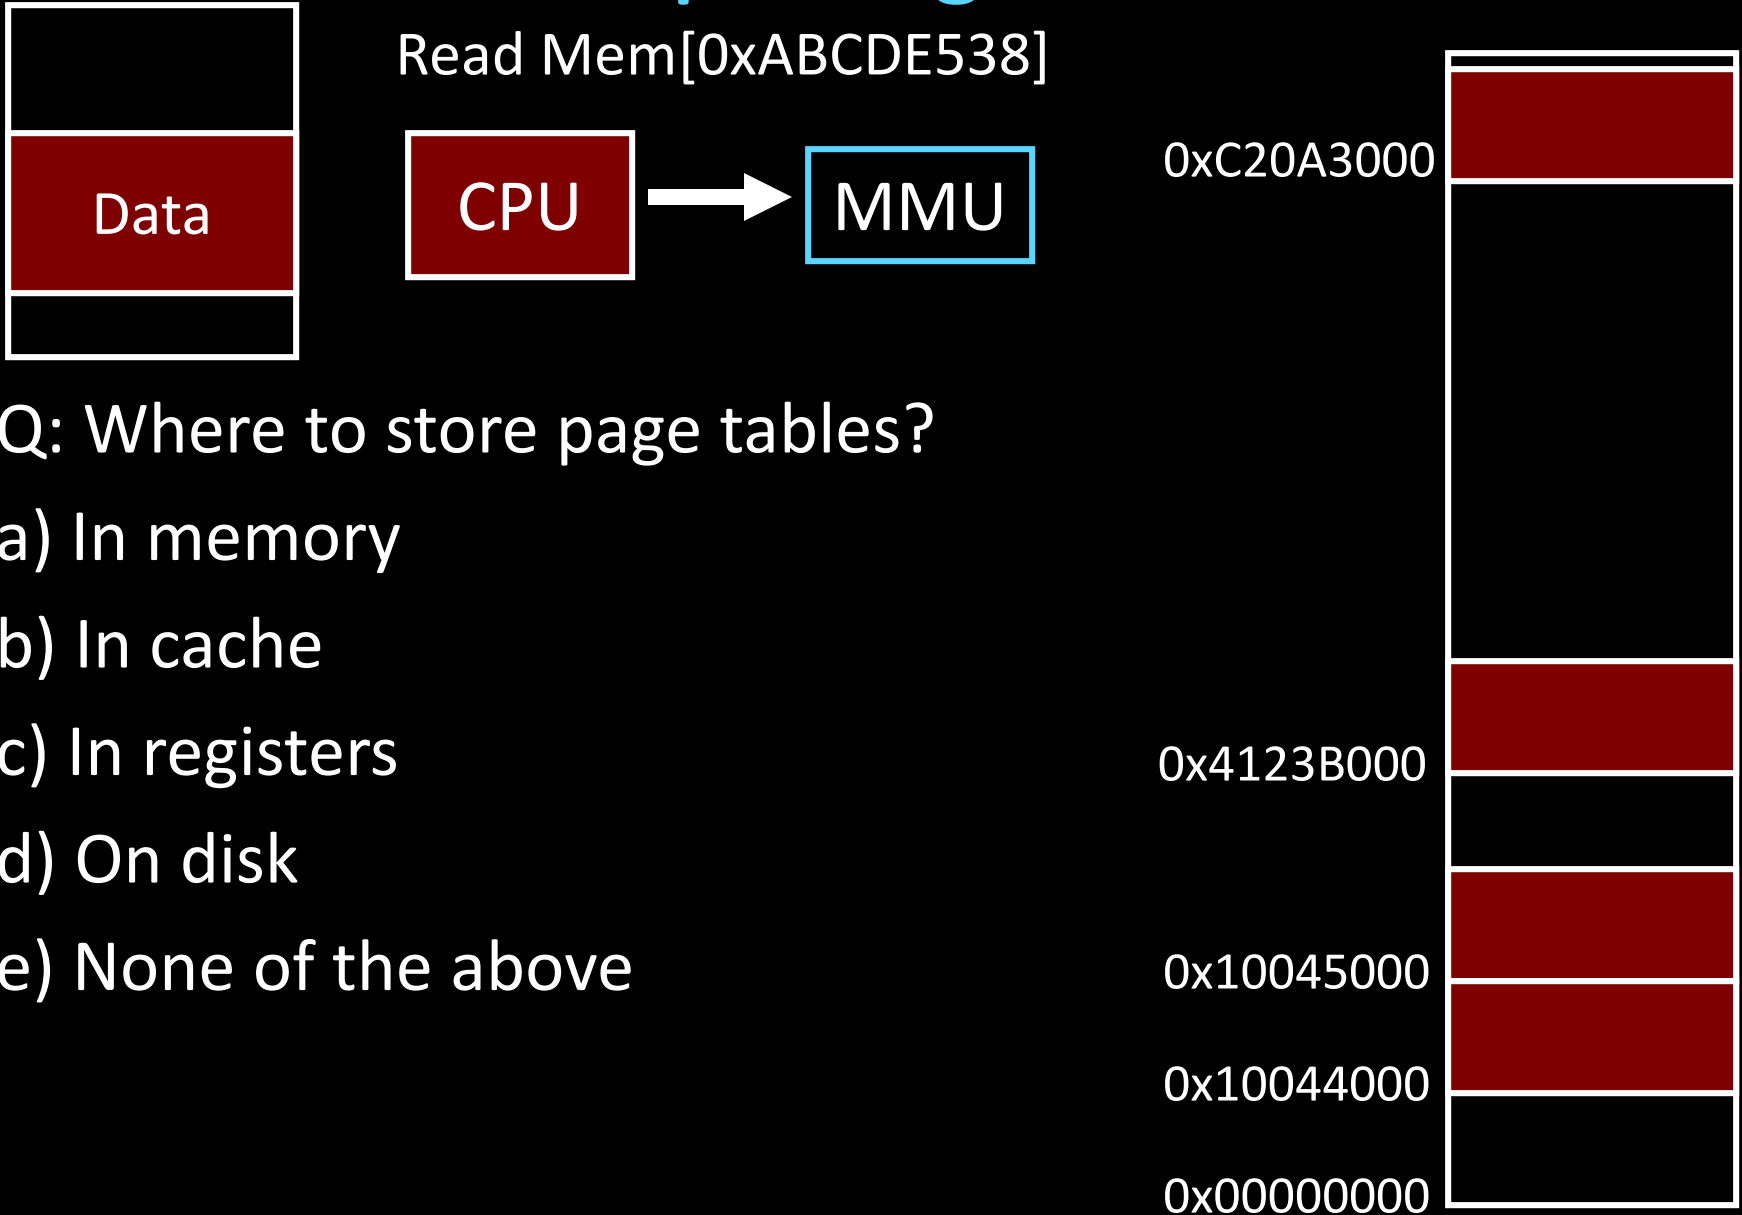 Read Mem[0xABCDE538]
Data
CPU
MMU
Q: Where to store page tables?
a) In memory
b) In cache
c) In registers
d) On disk
e) None of the above
0xC20A3000
0x4123B000
0x10045000
0x10044000
0x00000000